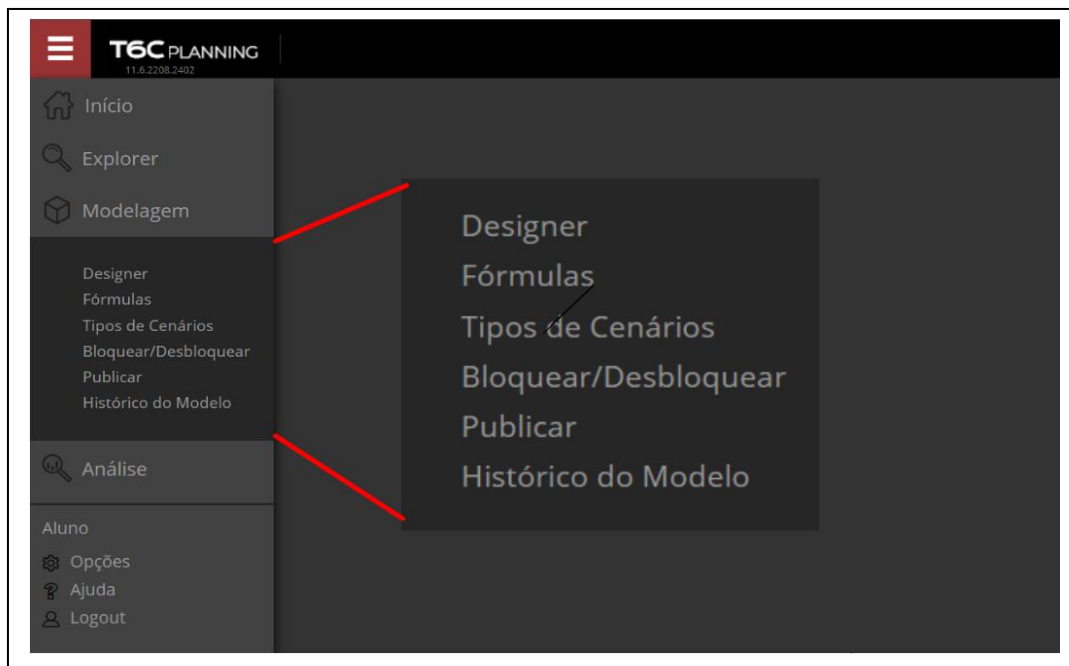 T6C PLANNING
11.6.2208.2402
Início
Explorer
Modelagem
Designer
Fórmulas
Tipos de Cenários
Bloquear/Desbloquear
Publicar
Histórico do Modelo
Análise
Aluno
Opções
Ajuda
Logout
Designer
Fórmulas
Tipos de Cenários
Bloquear/Desbloquear
Publicar
Histórico do Modelo